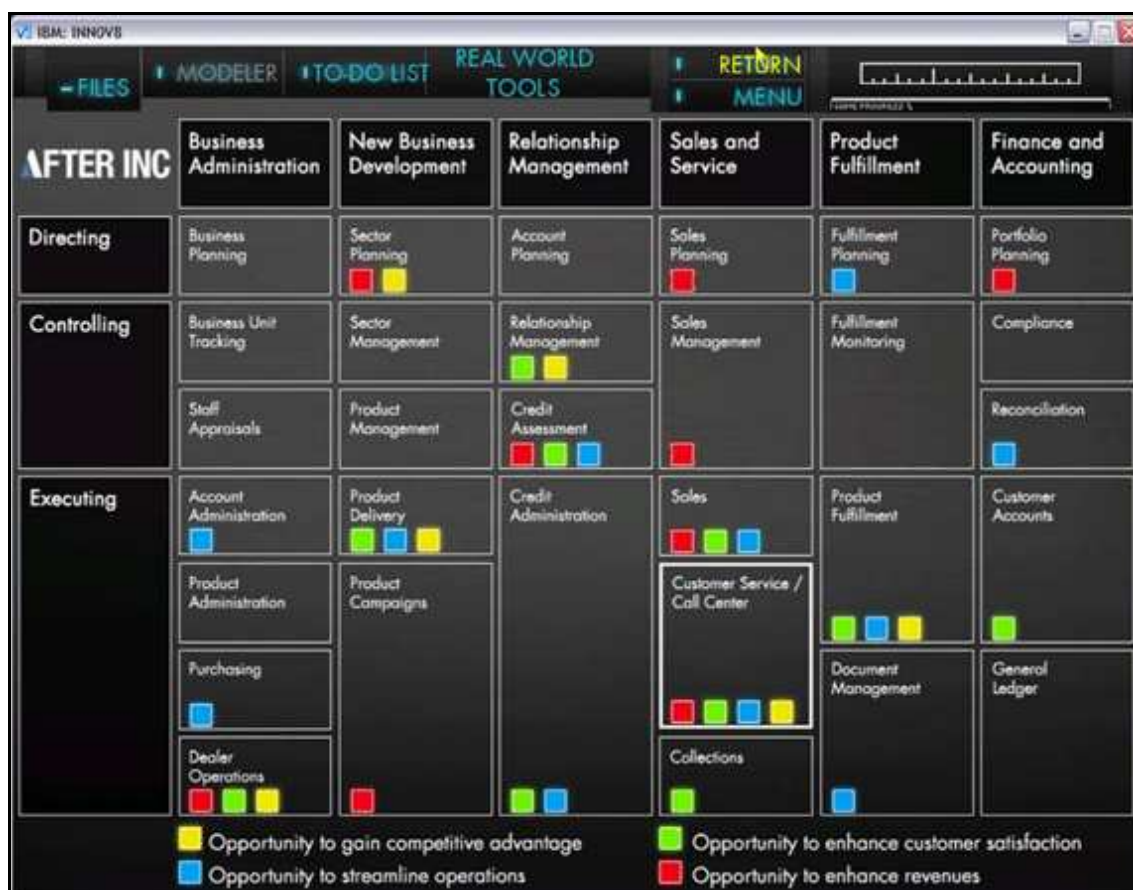 IBM: INNOV8
FILES
MODELER
TO-DO LIST
REAL WORLD
TOOLS
RETURN
MENU
AFTER INC
Business
Administration
New Business
Development
Relationship
Management
Sales and
Service
Product
Fulfillment
Finance and
Accounting
Directing
Business
Planning
Sector
Planning
Account
Planning
Sales
Planning
Fulfillment
Planning
Portfolio
Planning
Controlling
Business Unit
Tracking
Sector
Management
Relationship
Management
Sales
Management
Fulfillment
Monitoring
Compliance
Staff
Appraisals
Product
Management
Credit
Assessment
Reconciliation
Executing
Account
Administration
Product
Delivery
Credit
Administration
Sales
Product
Fulfillment
Customer
Accounts
Product
Administration
Product
Campaigns
Customer Service /
Call Center
Purchasing
Document
Management
General
Ledger
Dealer
Operations
Collections
Opportunity to gain competitive advantage
Opportunity to enhance customer satisfaction
Opportunity to streamline operations
Opportunity to enhance revenues